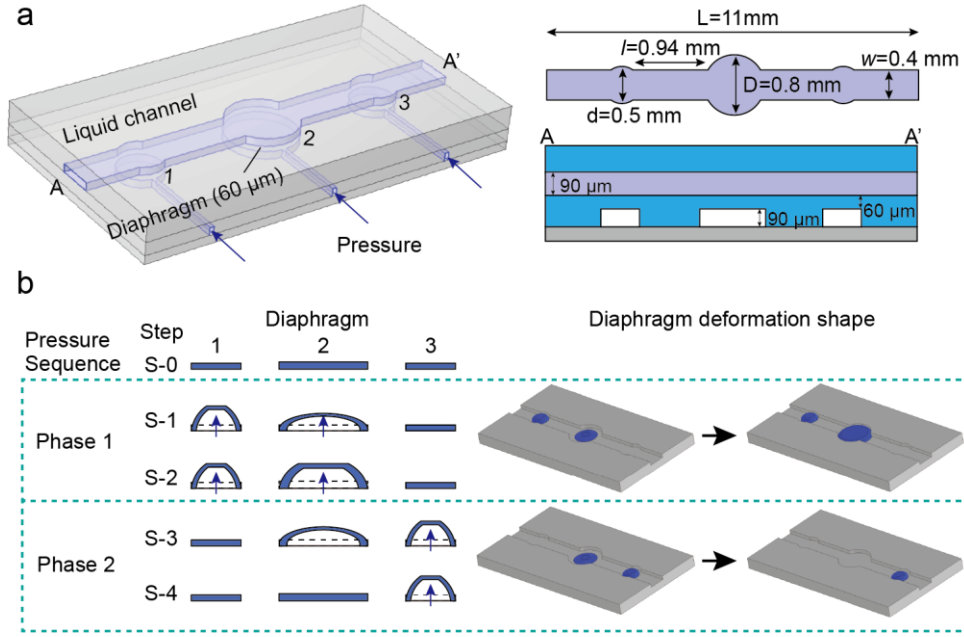 a
Liquid channel
Diaphragm (60 µm)
Pressure
A
A'
1
2
3
L=11mm
l=0.94 mm
w=0.4 mm
D=0.8 mm
d=0.5mm
A
A'
90 µm
60 µm
90 µm
b
Pressure Sequence
Step
Diaphragm
Diaphragm deformation shape
1 2 3
S-0
Phase 1
S-1
S-2
Phase 2
S-3
S-4